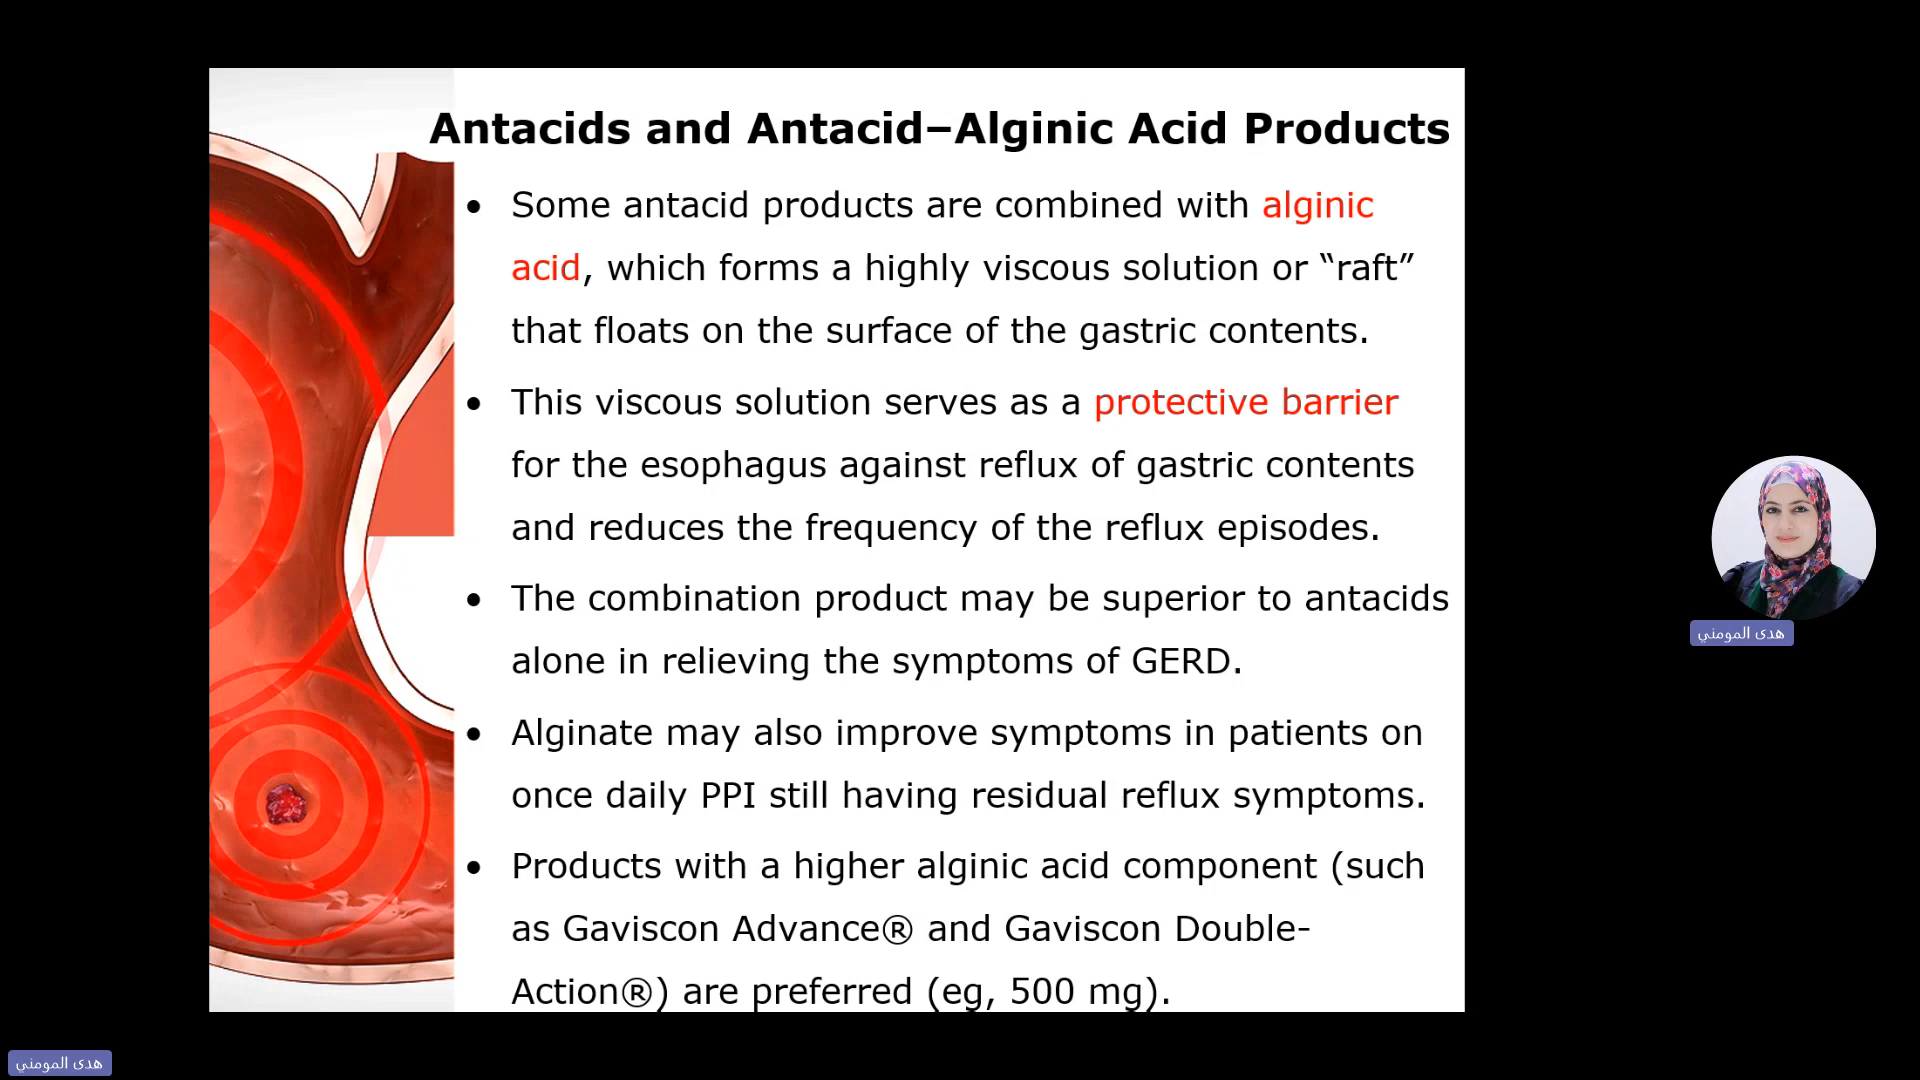 Antacids and Antacid–Alginic Acid Products
• Some antacid products are combined with alginic
acid, which forms a highly viscous solution or “raft”
that floats on the surface of the gastric contents.
• This viscous solution serves as a protective barrier
for the esophagus against reflux of gastric contents
and reduces the frequency of the reflux episodes.
• The combination product may be superior to antacids
alone in relieving the symptoms of GERD.
• Alginate may also improve symptoms in patients on
once daily PPI still having residual reflux symptoms.
• Products with a higher alginic acid component (such
as Gaviscon Advance® and Gaviscon Double-
Action®) are preferred (eg, 500 mg).
هدى المومني
هدى المومني